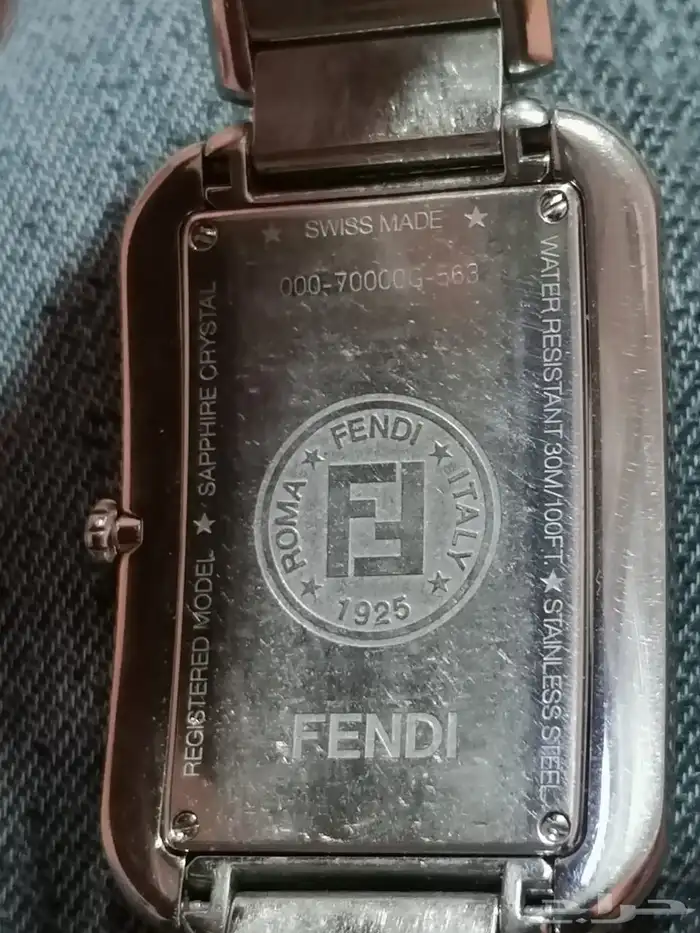 ★ SWISS MADE ★
000-70000G-563
WATER RESISTANT 30M/100FT. ★ STAINLESS STEEL
REGISTERED MODEL ★ SAPPHIRE CRYSTAL
FENDI
ROMA
ITALY
1925
FENDI
حراج